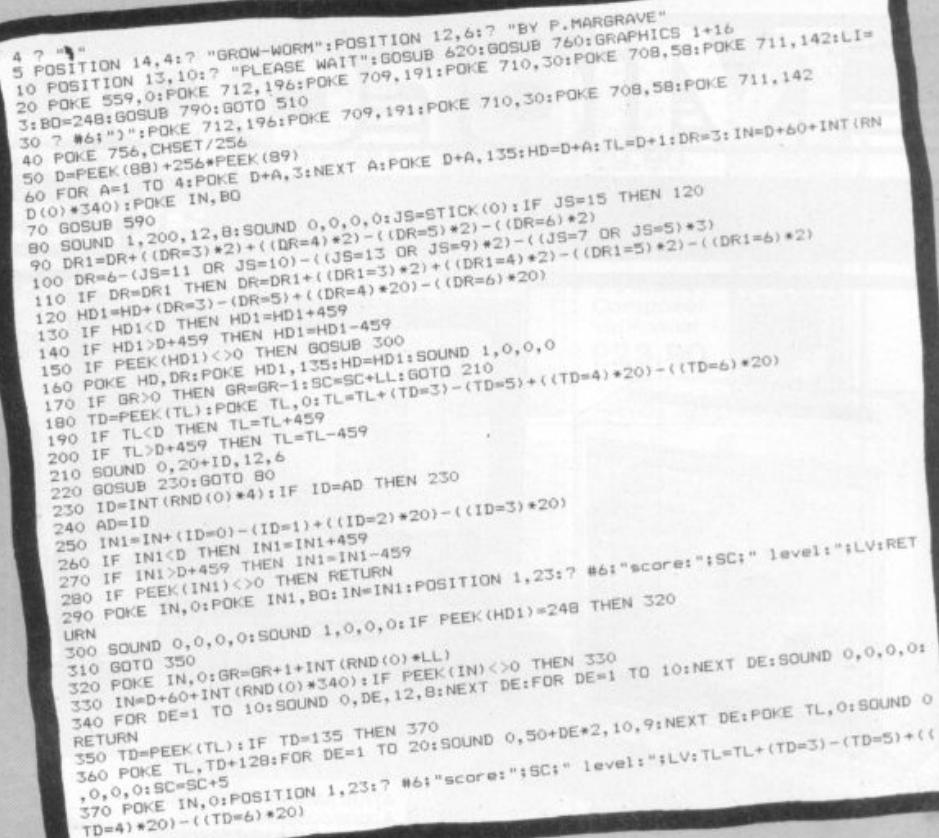 4 ? "}"
5 POSITION 14,4:? "GROW-WORM":POSITION 12,6:? "BY P.MARGRAVE"
10 POSITION 13,10:? "PLEASE WAIT":GOSUB 620:GOSUB 760:GRAPHICS 1+16
20 POKE 559,0:POKE 712,196:POKE 709,191:POKE 710,30:POKE 708,58:POKE 711,142:LI=
3:BO=248:GOSUB 790:GOTO 510
30 ? #6;")":POKE 712,196:POKE 709,191:POKE 710,30:POKE 708,58:POKE 711,142
40 POKE 756,CHSET/256
50 D=PEEK(88)+256*PEEK(89)
60 FOR A=1 TO 4:POKE D+A,3:NEXT A:POKE D+A,135:HD=D+A:TL=D+1:DR=3:IN=D+60+INT(RN
D(0)*340):POKE IN,BO
70 GOSUB 590
80 SOUND 1,200,12,8:SOUND 0,0,0,0:JS=STICK(0):IF JS=15 THEN 120
90 DR1=DR+((DR=3)*2)+((DR=4)*2)-((DR=5)*2)-((DR=6)*2)
100 DR=6-(JS=11 OR JS=10)-((JS=13 OR JS=9)*2)-((JS=7 OR JS=5)*3)
110 IF DR=DR1 THEN DR=DR1+((DR1=3)*2)+((DR1=4)*2)-((DR1=5)*2)-((DR1=6)*2)
120 HD1=HD+(DR=3)-(DR=5)+((DR=4)*20)-((DR=6)*20)
130 IF HD1<D THEN HD1=HD1+459
140 IF HD1>D+459 THEN HD1=HD1-459
150 IF PEEK(HD1)<>0 THEN GOSUB 300
160 POKE HD,DR:POKE HD1,135:HD=HD1:SOUND 1,0,0,0
170 IF GR>0 THEN GR=GR-1:SC=SC+LL:GOTO 210
180 TD=PEEK(TL):POKE TL,0:TL=TL+(TD=3)-(TD=5)+((TD=4)*20)-((TD=6)*20)
190 IF TL<D THEN TL=TL+459
200 IF TL>D+459 THEN TL=TL-459
210 SOUND 0,20+ID,12,6
220 GOSUB 230:GOTO 80
230 ID=INT(RND(0)*4):IF ID=AD THEN 230
240 AD=ID
250 IN1=IN+(ID=0)-(ID=1)+((ID=2)*20)-((ID=3)*20)
260 IF IN1<D THEN IN1=IN1+459
270 IF IN1>D+459 THEN IN1=IN1-459
280 IF PEEK(IN1)<>0 THEN RETURN
290 POKE IN,0:POKE IN1,BO:IN=IN1:POSITION 1,23:? #6;"score:";SC;" level:";LV:RET
URN
300 SOUND 0,0,0,0:SOUND 1,0,0,0:IF PEEK(HD1)=248 THEN 320
310 GOTO 350
320 POKE IN,0:GR=GR+1+INT(RND(0)*LL)
330 IN=D+60+INT(RND(0)*340):IF PEEK(IN)<>0 THEN 330
340 FOR DE=1 TO 10:SOUND 0,DE,12,8:NEXT DE:FOR DE=1 TO 10:NEXT DE:SOUND 0,0,0,0:
RETURN
350 TD=PEEK(TL):IF TD=135 THEN 370
360 POKE TL,TD+128:FOR DE=1 TO 20:SOUND 0,50+DE*2,10,9:NEXT DE:POKE TL,0:SOUND 0
,0,0,0:SC=SC+5
370 POKE IN,0:POSITION 1,23:? #6;"score:";SC;" level:";LV:TL=TL+(TD=3)-(TD=5)+((
TD=4)*20)-((TD=6)*20)